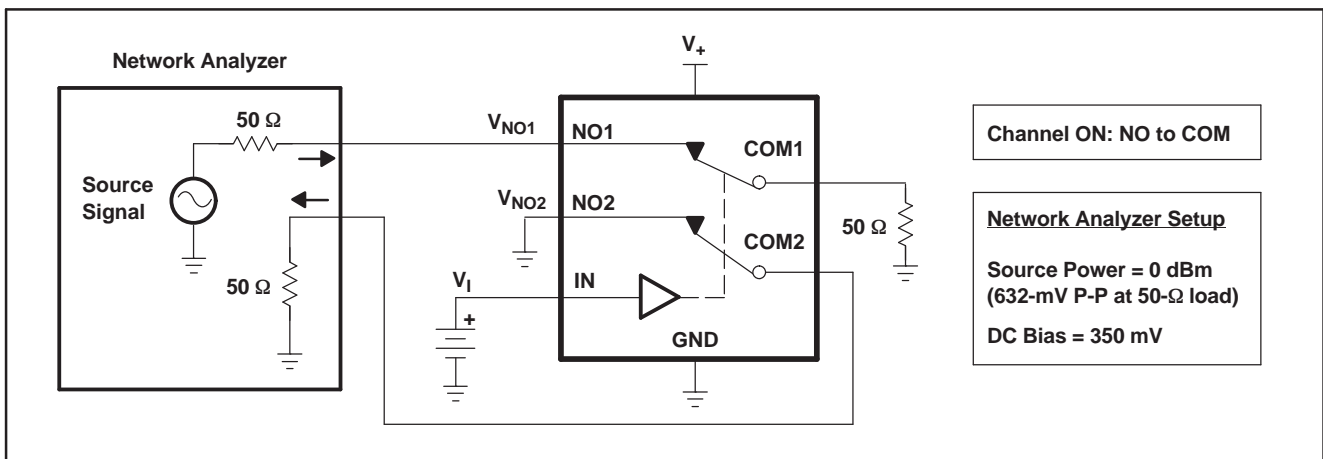 Network Analyzer
50 Ω
Source
Signal
50 Ω
V+
VNO1
NO1
COM1
VNO2
NO2
COM2
50 Ω
VI
IN
+
GND
Channel ON: NO to COM
Network Analyzer Setup
Source Power = 0 dBm
(632-mV P-P at 50-Ω load)
DC Bias = 350 mV